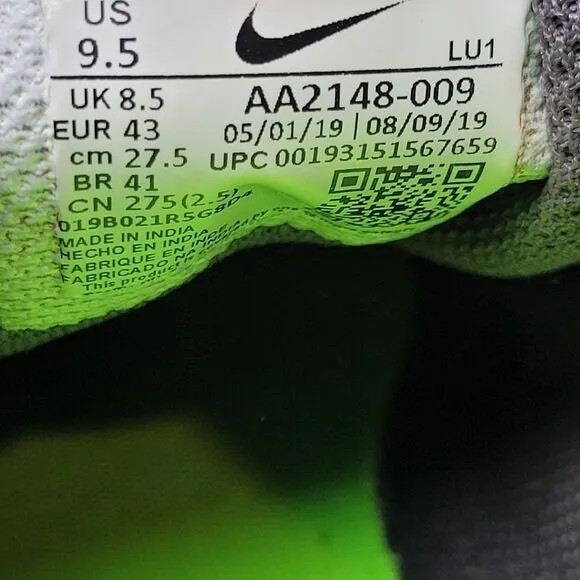 US
9.5
LU1
UK 8.5
EUR 43
cm 27.5
BR 41
CN 275(2.5)
AA2148-009
05/01/19 | 08/09/19
UPC 00193151567659
019B021R5G8D4
MADE IN INDIA
HECHO EN INDIA
FABRIQUE EN INDE
FABRICADO NA
This product